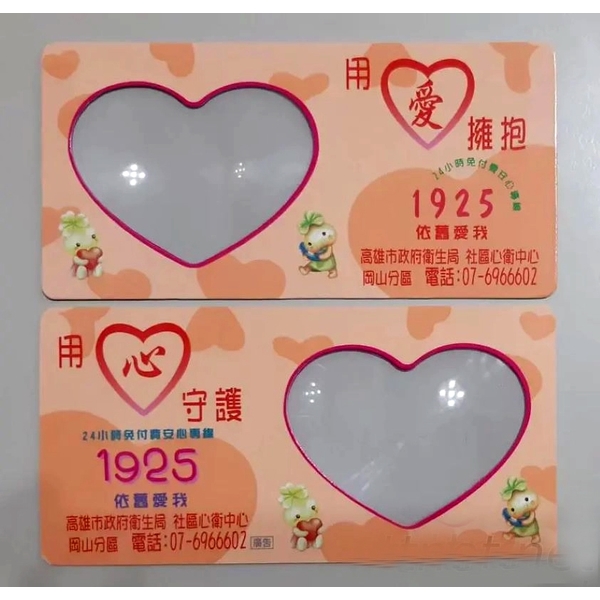 用愛擁抱
24小時免付費安心專線
1925
依舊愛我
高雄市政府衛生局 社區心衛中心
岡山分區 電話:07-6966602
用心守護
24小時免付費安心專線
1925
依舊愛我
高雄市政府衛生局 社區心衛中心
岡山分區 電話:07-6966602 廣告